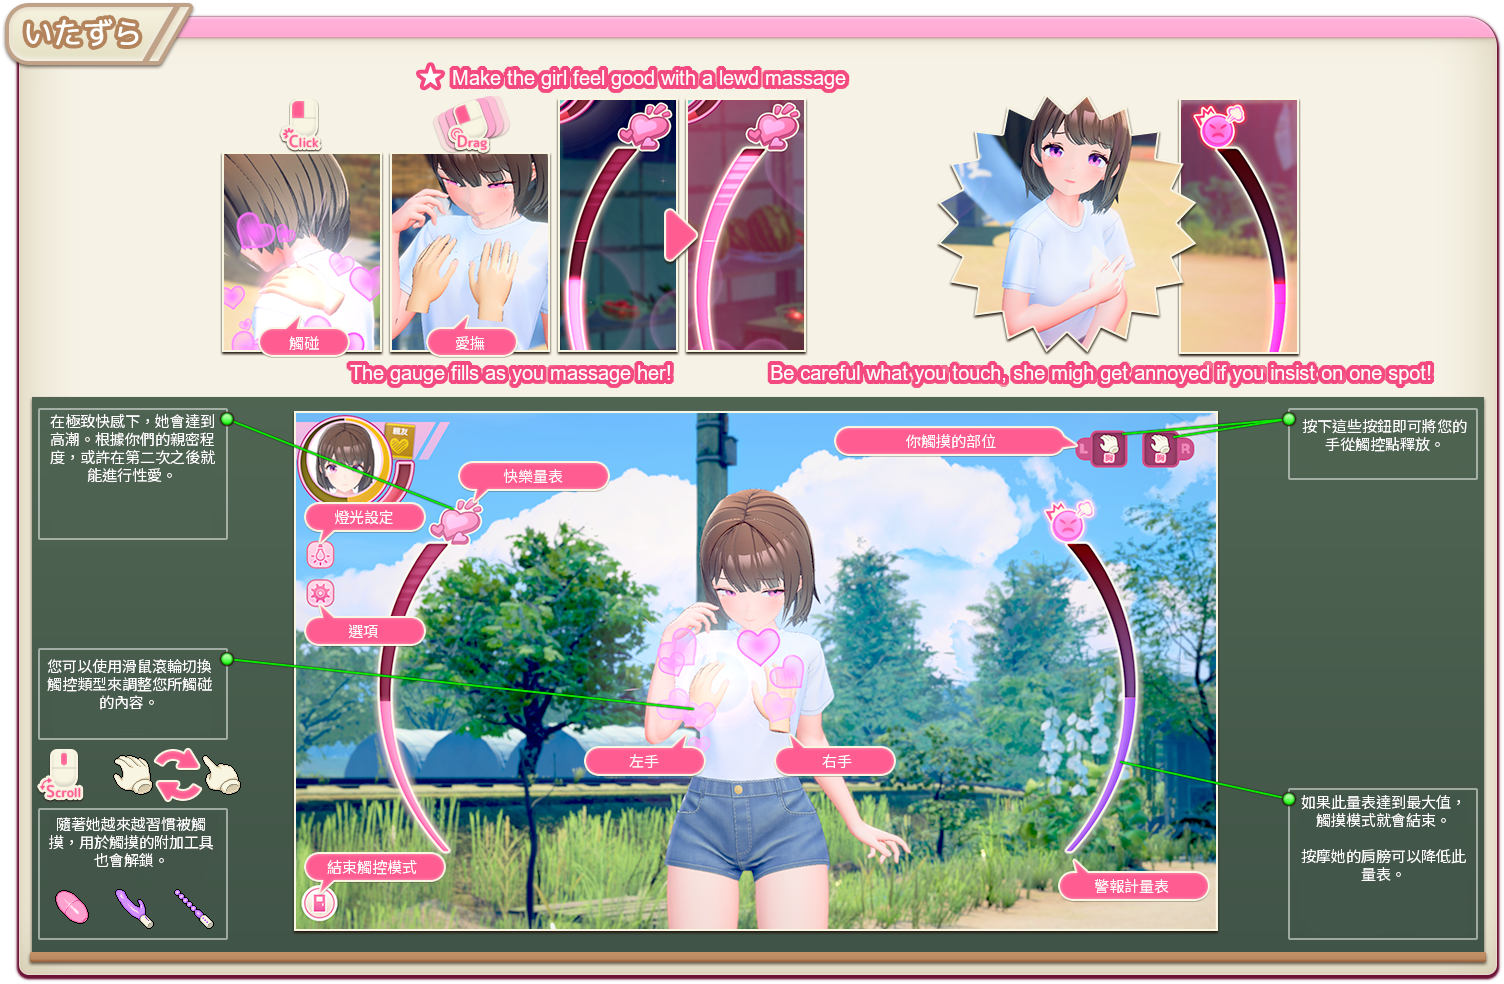 いたずら
Make the girl feel good with a lewd massage
Click
Drag
觸碰
愛撫
The gauge fills as you massage her!
Be careful what you touch, she migh get annoyed if you insist on one spot!
在極致快感下，她會達到
高潮。根據你們的親密程
度，或許在第二次之後就
能進行性愛。
親友
快樂量表
燈光設定
選項
你觸摸的部位
L
胸
胸
R
按下這些按鈕即可將您的
手從觸控點釋放。
您可以使用滑鼠滾輪切換
觸控類型來調整您所觸碰
的內容。
Scroll
左手
右手
隨著她越來越習慣被觸
摸，用於觸摸的附加工具
也會解鎖。
結束觸控模式
警報計量表
如果此量表達到最大值，
觸摸模式就會結束。
按摩她的肩膀可以降低此
量表。